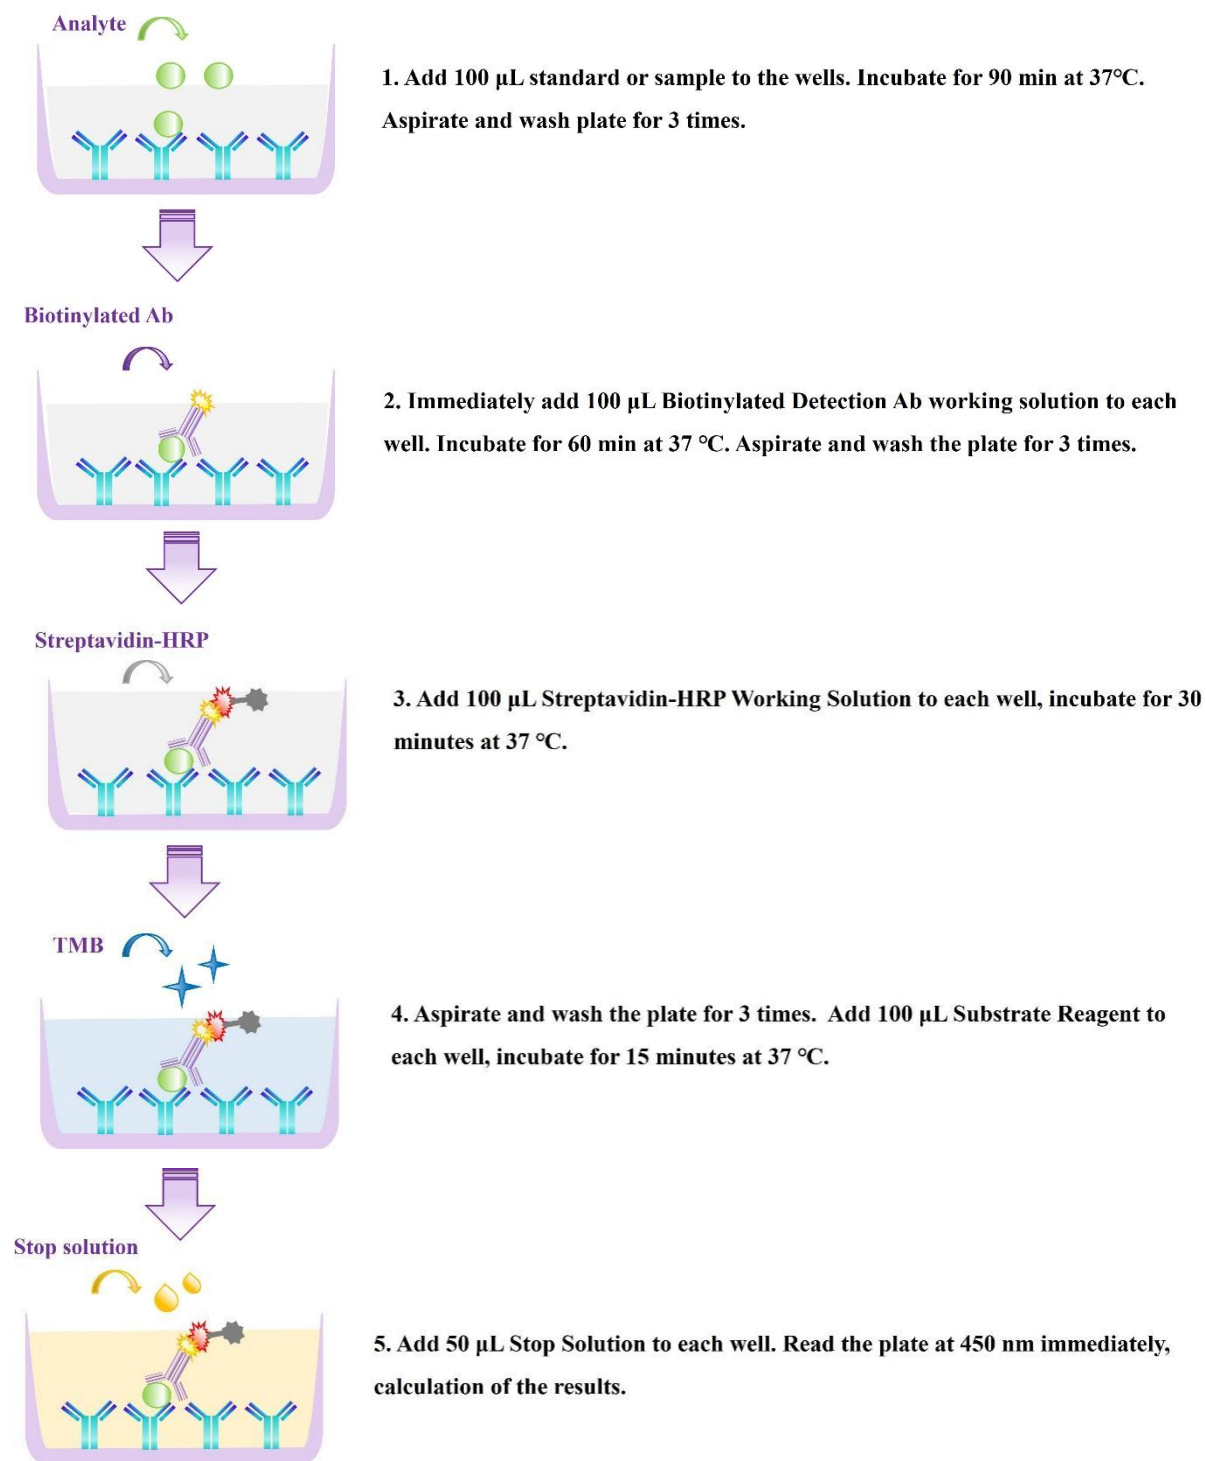 Analyte
1. Add 100 µL standard or sample to the wells. Incubate for 90 min at 37℃.
Aspirate and wash plate for 3 times.
Biotinylated Ab
2. Immediately add 100 µL Biotinylated Detection Ab working solution to each
well. Incubate for 60 min at 37 ℃. Aspirate and wash the plate for 3 times.
Streptavidin-HRP
3. Add 100 µL Streptavidin-HRP Working Solution to each well, incubate for 30
minutes at 37 ℃.
TMB
4. Aspirate and wash the plate for 3 times.  Add 100 µL Substrate Reagent to
each well, incubate for 15 minutes at 37 ℃.
Stop solution
5. Add 50 µL Stop Solution to each well. Read the plate at 450 nm immediately,
calculation of the results.